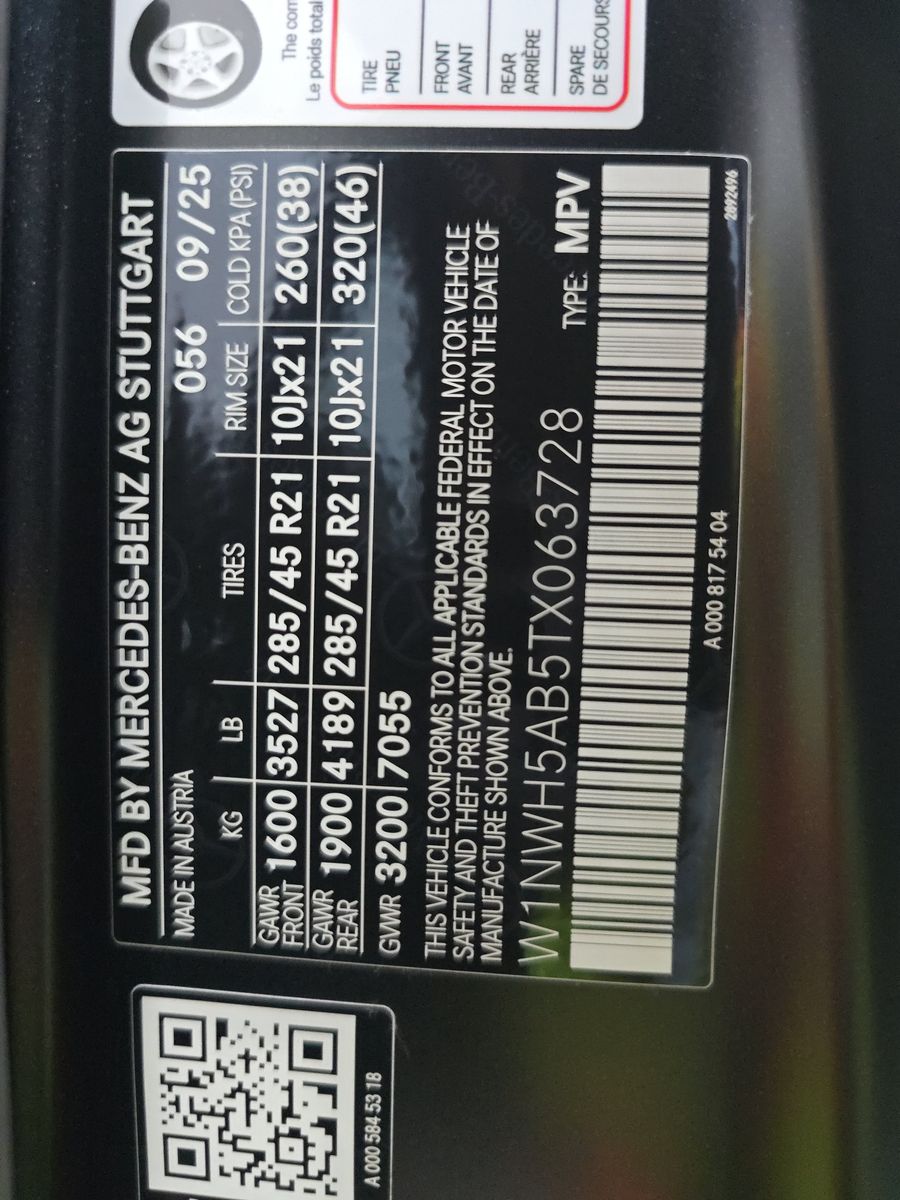 MFD BY MERCEDES-BENZ AG STUTTGART
MADE IN AUSTRIA 056 09/25
KG LB TIRES RIM SIZE COLD KPA(PSI)
GAWR FRONT 1600 3527 285/45 R21 10Jx21 260(38)
GAWR REAR 1900 4189 285/45 R21 10Jx21 320(46)
GVWR 3200 7055
THIS VEHICLE CONFORMS TO ALL APPLICABLE FEDERAL MOTOR VEHICLE
SAFETY AND THEFT PREVENTION STANDARDS IN EFFECT ON THE DATE OF
MANUFACTURE SHOWN ABOVE.
W1NWH5AB5TX063728 TYPE: MPV
A 000 817 54 04
2892496
A 000 584 53 18
The com
Le poids total
TIRE
PNEU
FRONT
AVANT
REAR
ARRIÈRE
SPARE
DE SECOURS